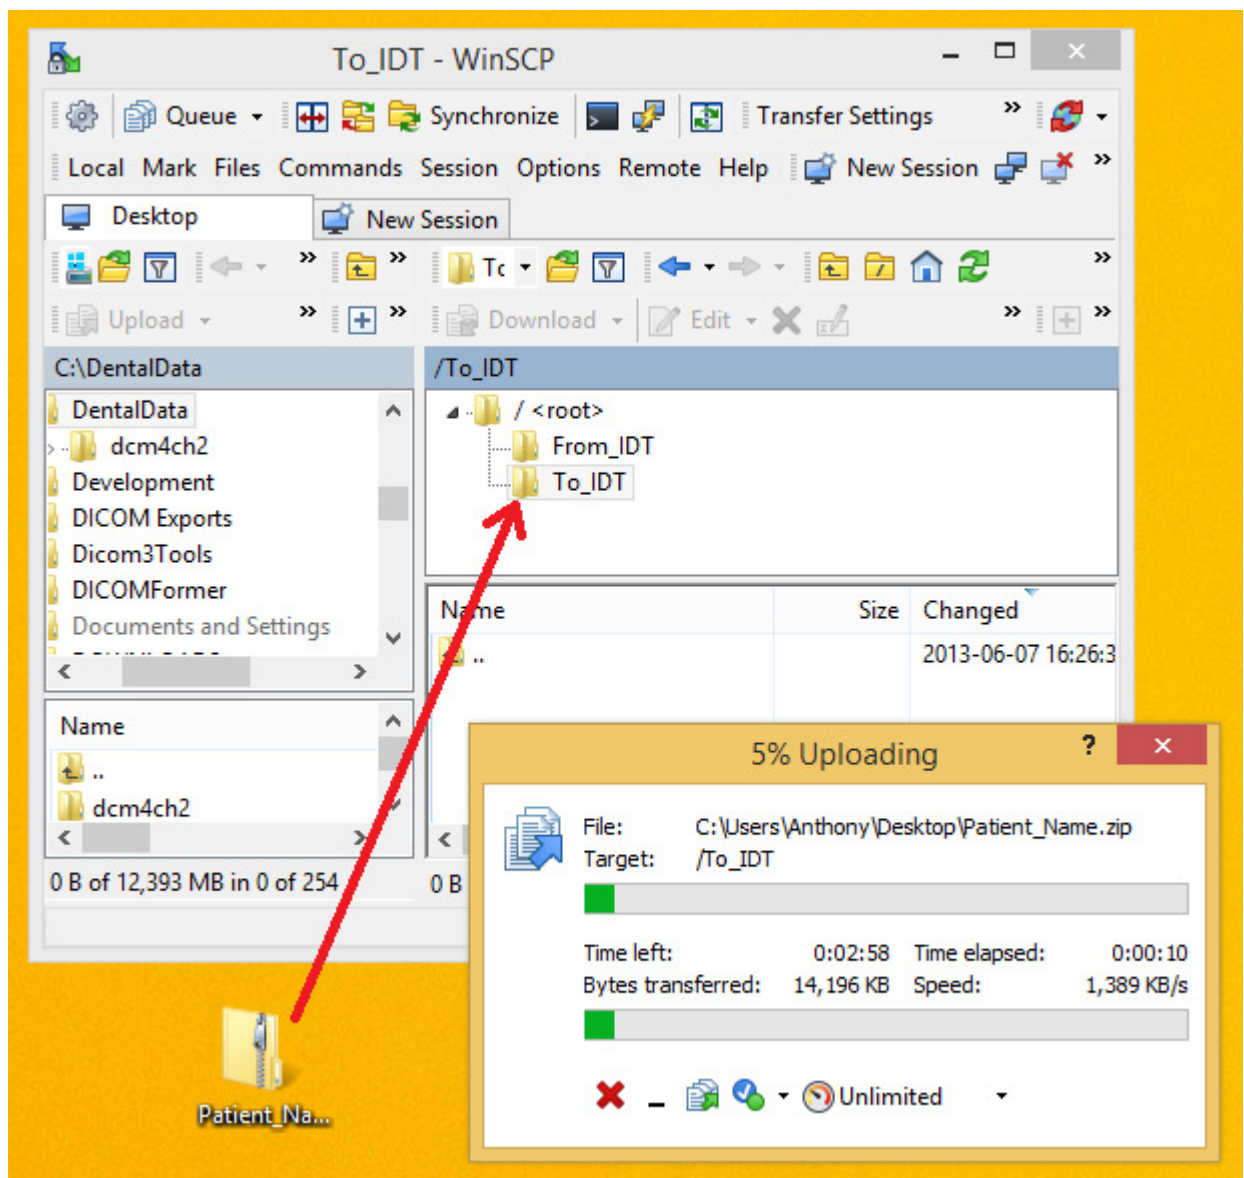 To_IDT - WinSCP
Queue Synchronize Transfer Settings
Local Mark Files Commands Session Options Remote Help New Session
Desktop New Session
Upload Download Edit
C:\DentalData /To_IDT
DentalData
dcm4ch2
Development
DICOM Exports
Dicom3Tools
DICOMFormer
Documents and Settings
/ <root>
From_IDT
To_IDT
Name Size Changed
.. 2013-06-07 16:26:3
Name
..
dcm4ch2
0 B of 12,393 MB in 0 of 254 0 B
5% Uploading ?
File: C:\Users\Anthony\Desktop\Patient_Name.zip
Target: /To_IDT
Time left: 0:02:58 Time elapsed: 0:00:10
Bytes transferred: 14,196 KB Speed: 1,389 KB/s
Unlimited
Patient_Na...